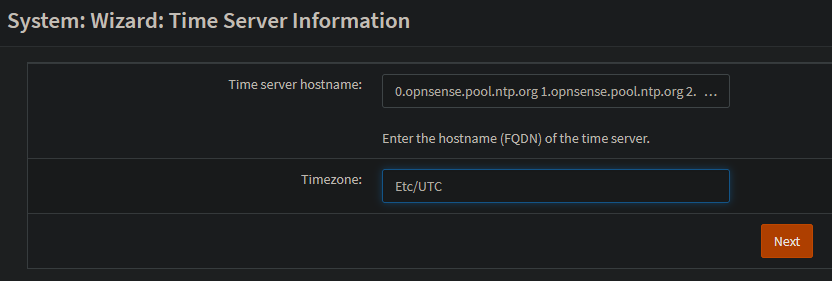 System: Wizard: Time Server Information
Time server hostname: 0.opnsense.pool.ntp.org 1.opnsense.pool.ntp.org 2. ...
Enter the hostname (FQDN) of the time server.
Timezone: Etc/UTC
Next